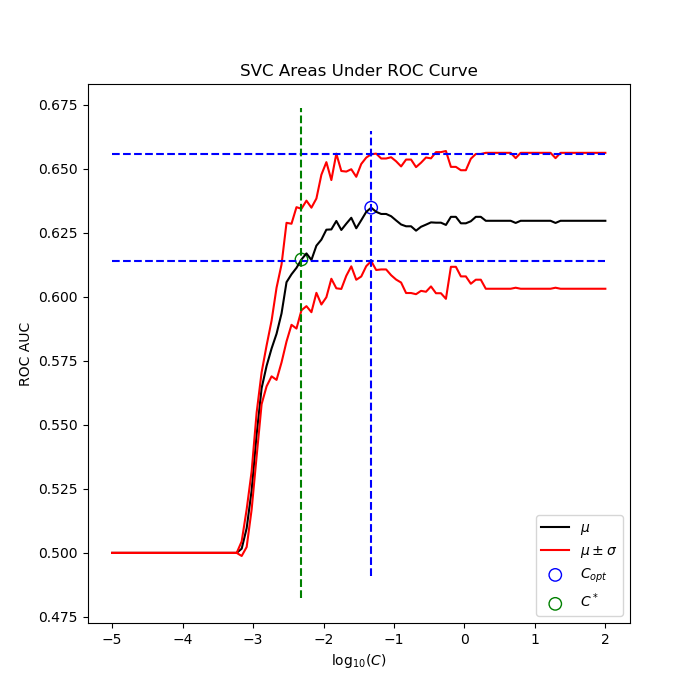 SVC Areas Under ROC Curve
ROC AUC
0.675
0.650
0.625
0.600
0.575
0.550
0.525
0.500
0.475
−5 −4 −3 −2 −1 0 1 2
log₁₀(C)
μ
μ ± σ
C_opt
C*